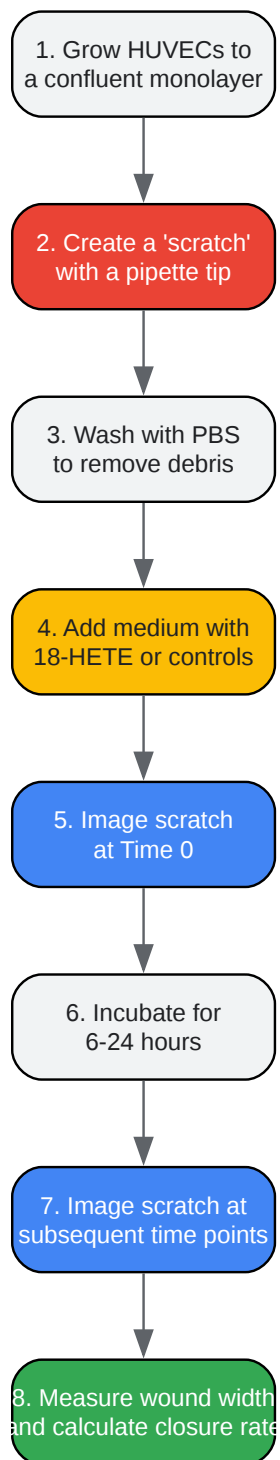 1. Grow HUVECs to
a confluent monolayer
2. Create a 'scratch'
with a pipette tip
3. Wash with PBS
to remove debris
4. Add medium with
18-HETE or controls
5. Image scratch
at Time 0
6. Incubate for
6-24 hours
7. Image scratch at
subsequent time points
8. Measure wound width
and calculate closure rate